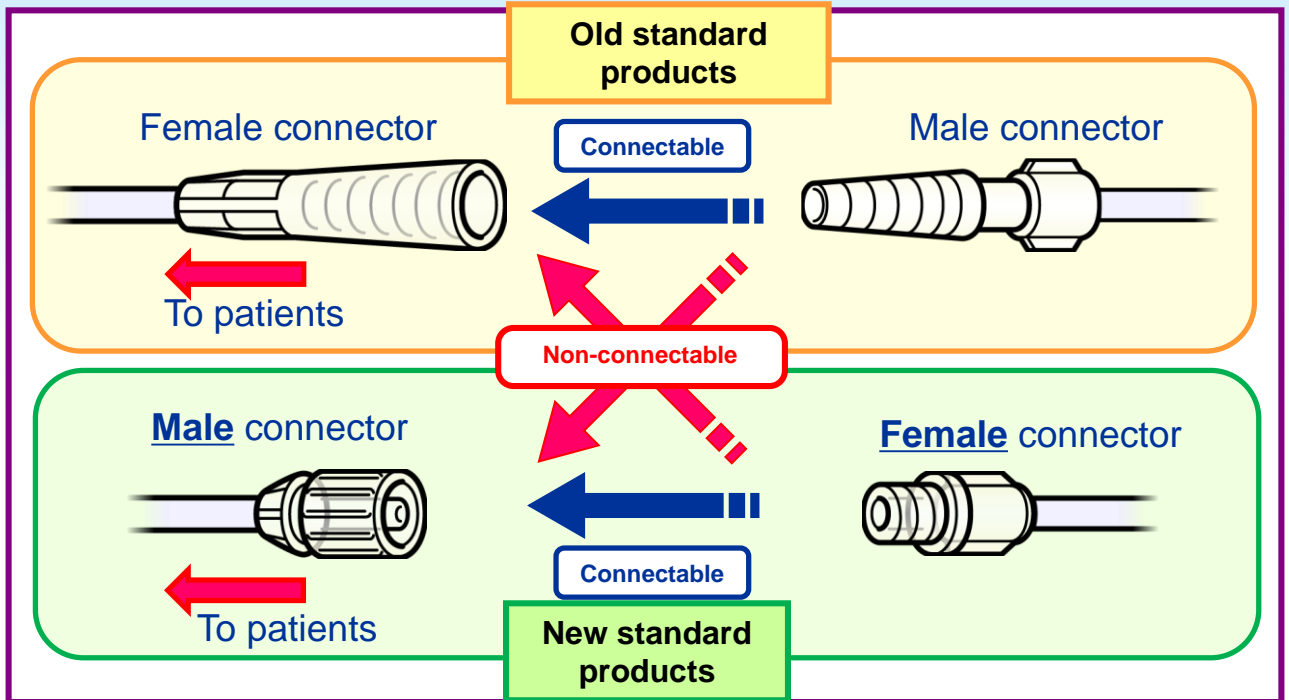 Old standard
products
Female connector
Connectable
Male connector
To patients
Non-connectable
Male connector
Female connector
Connectable
To patients
New standard
products